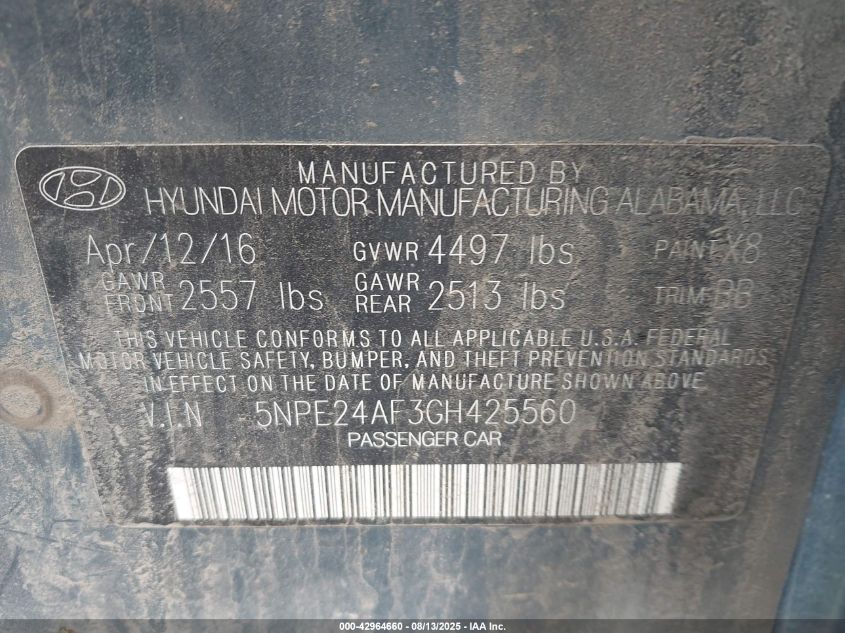 MANUFACTURED BY
HYUNDAI MOTOR MANUFACTURING ALABAMA, LLC
Apr/12/16 GVWR 4497 lbs PAINT X8
GAWR FRONT 2557 lbs GAWR REAR 2513 lbs TRIM BB
THIS VEHICLE CONFORMS TO ALL APPLICABLE U.S.A. FEDERAL
MOTOR VEHICLE SAFETY, BUMPER, AND THEFT PREVENTION STANDARDS
IN EFFECT ON THE DATE OF MANUFACTURE SHOWN ABOVE.
V.I.N 5NPE24AF3GH425560
PASSENGER CAR
000-42964660 - 08/13/2025 - IAA Inc.